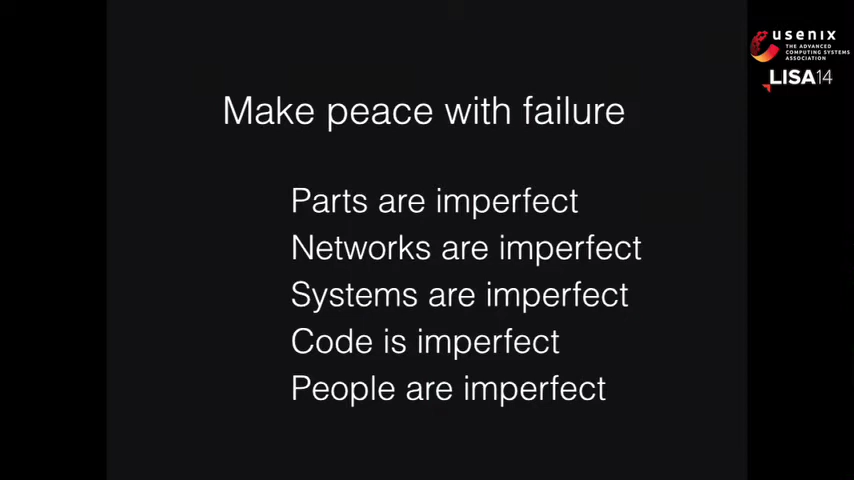 usenix
THE ADVANCED
COMPUTING SYSTEMS
ASSOCIATION
LISA14
Make peace with failure
Parts are imperfect
Networks are imperfect
Systems are imperfect
Code is imperfect
People are imperfect